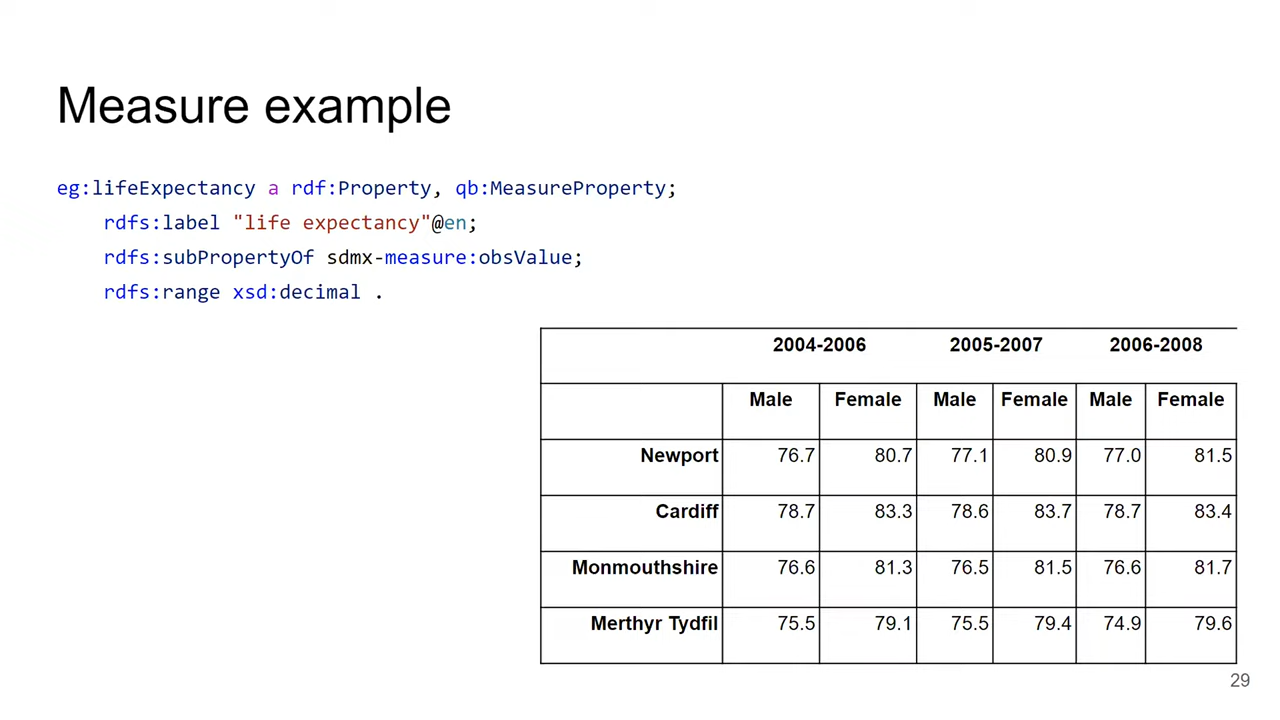 Measure example
eg:lifeExpectancy a rdf:Property, qb:MeasureProperty;
rdfs:label "life expectancy"@en;
rdfs:subPropertyOf sdmx-measure:obsValue;
rdfs:range xsd:decimal .
2004-2006 2005-2007 2006-2008
Male Female Male Female Male Female
Newport 76.7 80.7 77.1 80.9 77.0 81.5
Cardiff 78.7 83.3 78.6 83.7 78.7 83.4
Monmouthshire 76.6 81.3 76.5 81.5 76.6 81.7
Merthyr Tydfil 75.5 79.1 75.5 79.4 74.9 79.6
29